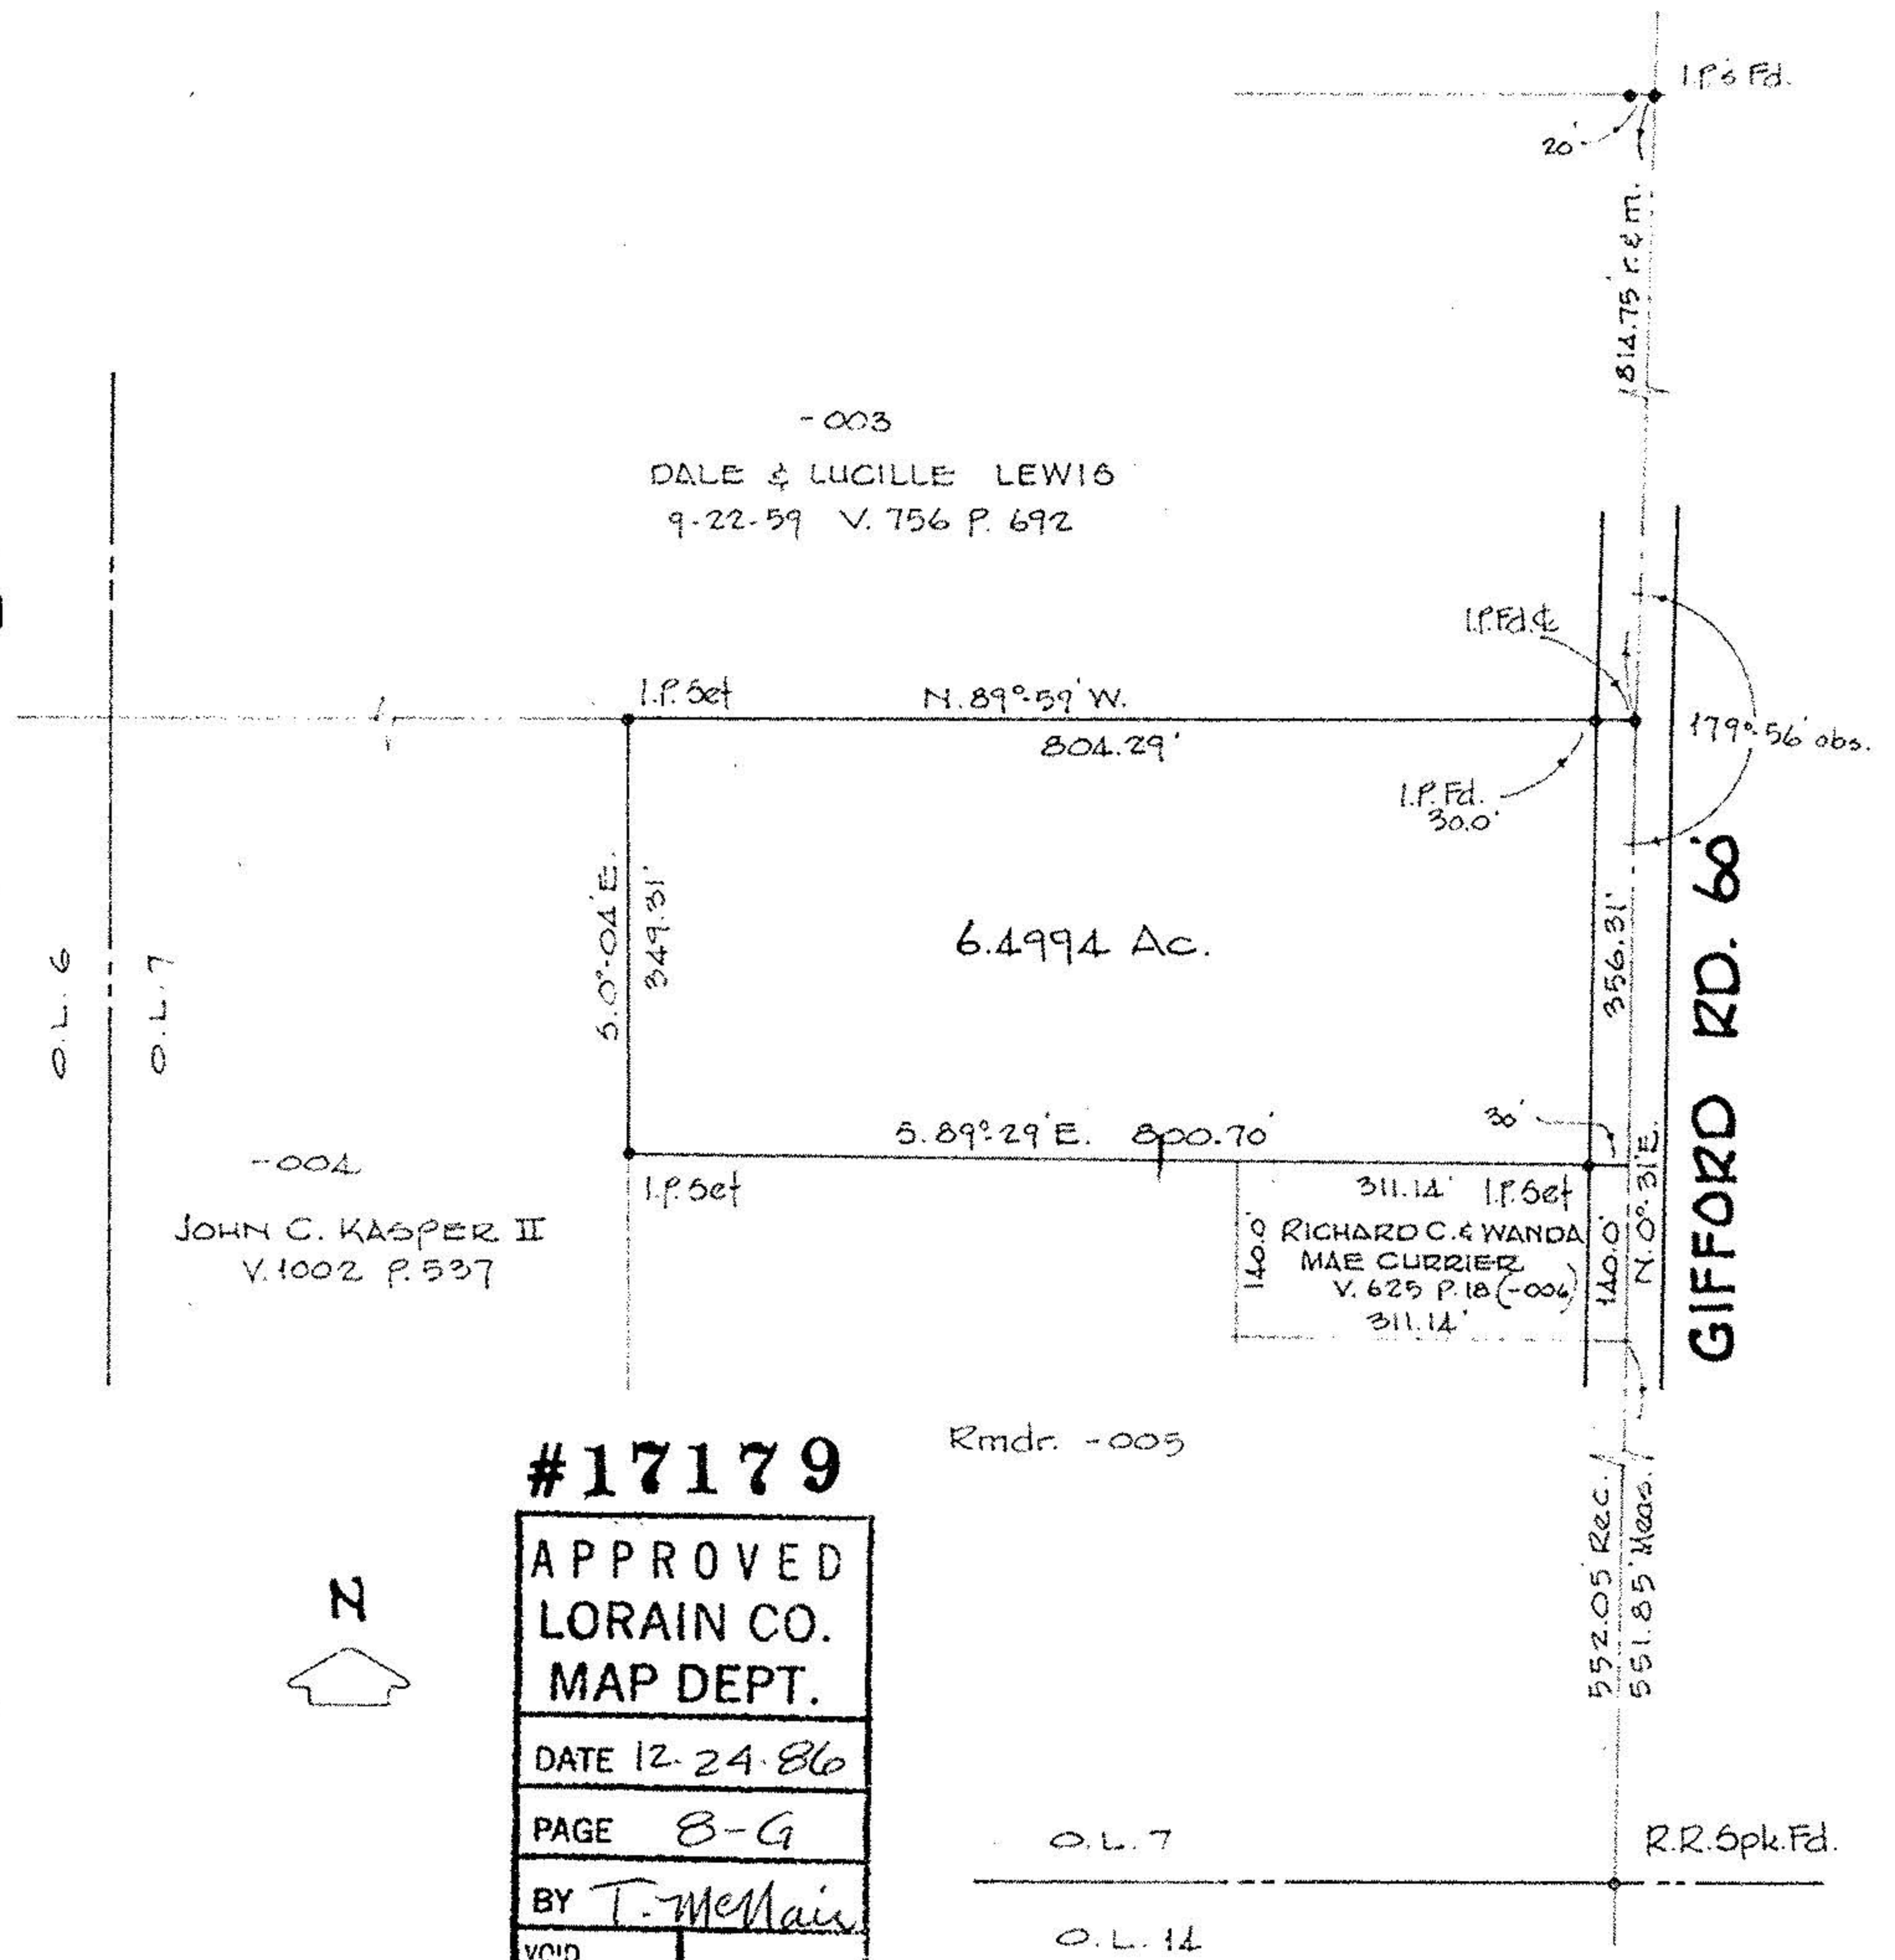 I.P.'s Fd.
20'
1814.75' r. & m.
-003
DALE & LUCILLE LEWIS
9-22-59 V. 756 P. 692
I.P. Fd. ℄
I.P. Set
N. 89°-59' W.
804.29'
179°-56' obs.
I.P. Fd.
30.0'
S. 0°-04' E.
349.31'
6.4994 Ac.
356.31'
GIFFORD RD. 60'
O.L. 6
O.L. 7
S. 89°-29' E. 800.70'
30'
-004
I.P. Set
311.14' I.P. Set
N. 0°-31' E.
JOHN C. KASPER II
V. 1002 P. 537
140.0'
RICHARD C. & WANDA
MAE CURRIER
V. 625 P. 18 (-006)
311.14'
140.0'
Rmdr. -005
#17179
552.05' Rec.
551.85' Meas.
N
APPROVED
LORAIN CO.
MAP DEPT.
DATE 12-24-86
PAGE 8-G
BY T. McNair
VOID
O.L. 7
R.R. Spk. Fd.
O.L. 14